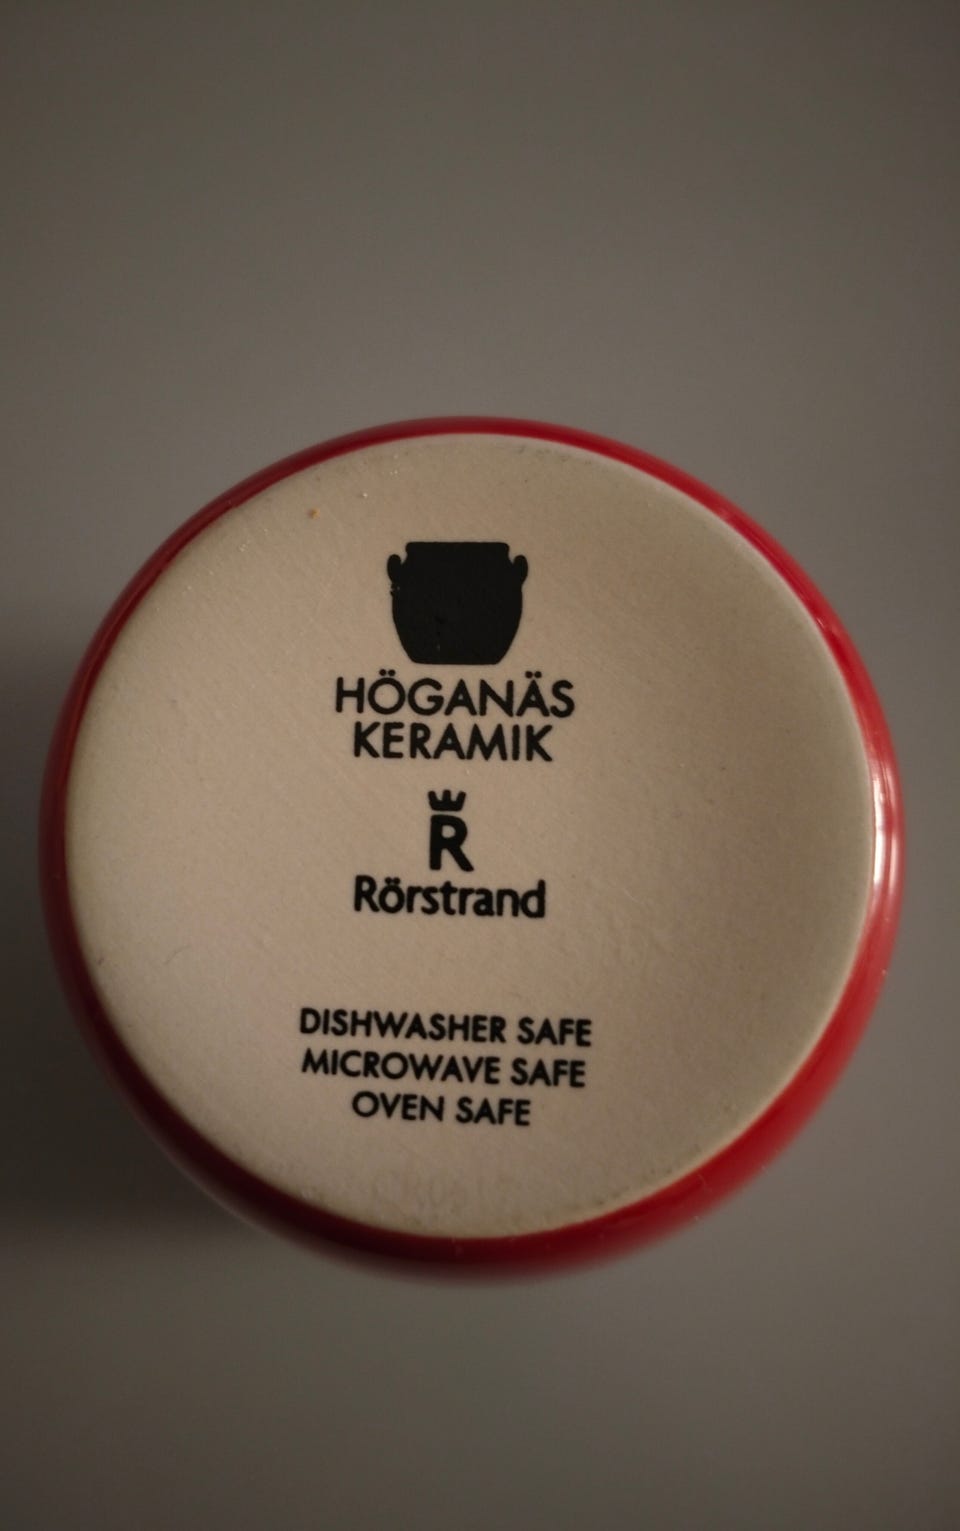 HÖGANÄS
KERAMIK
R
Rörstrand
DISHWASHER SAFE
MICROWAVE SAFE
OVEN SAFE